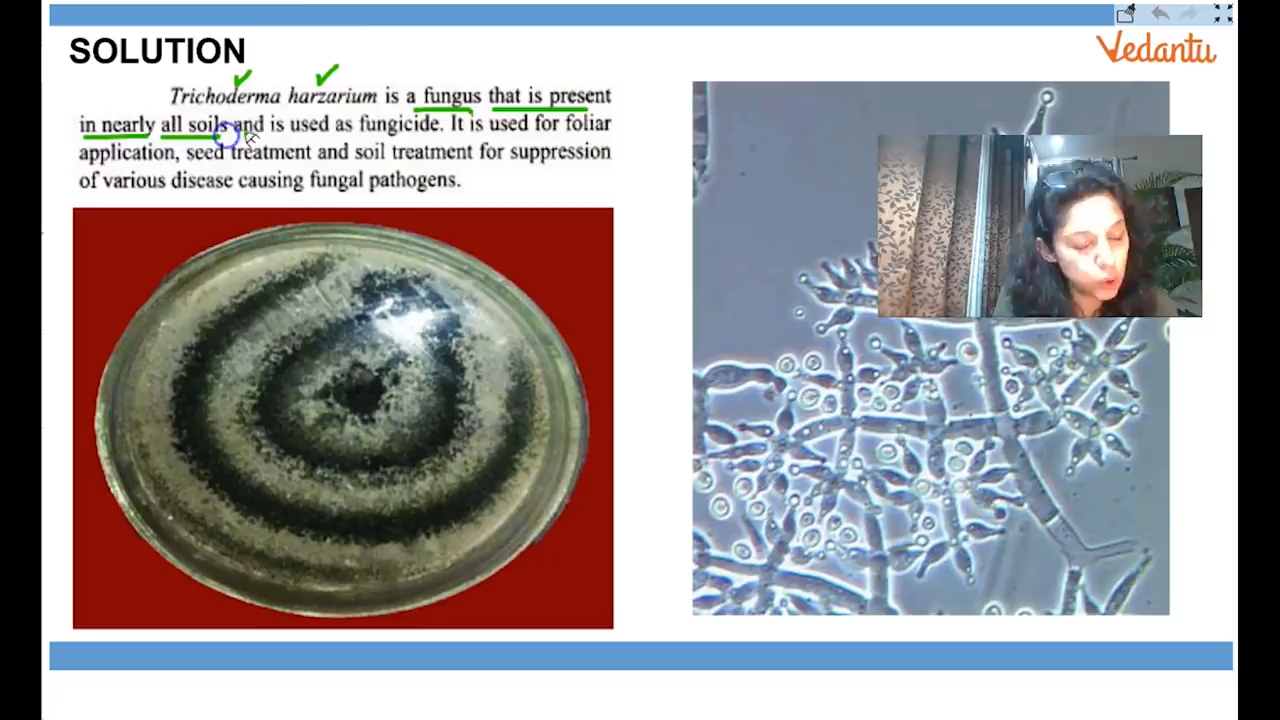 SOLUTION
Vedantu
Trichoderma harzarium is a fungus that is present
in nearly all soils and is used as fungicide. It is used for foliar
application, seed treatment and soil treatment for suppression
of various disease causing fungal pathogens.